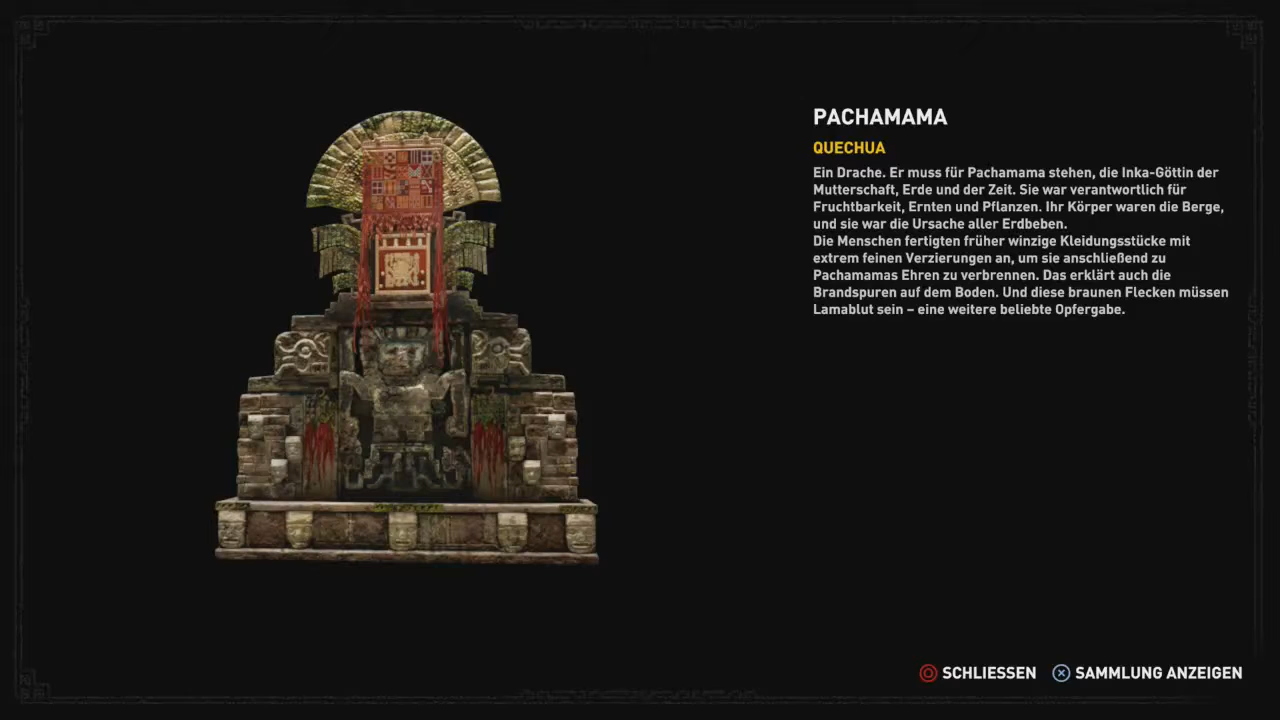 PACHAMAMA
QUECHUA
Ein Drache. Er muss für Pachamama stehen, die Inka-Göttin der
Mutterschaft, Erde und der Zeit. Sie war verantwortlich für
Fruchtbarkeit, Ernten und Pflanzen. Ihr Körper waren die Berge,
und sie war die Ursache aller Erdbeben.
Die Menschen fertigten früher winzige Kleidungsstücke mit
extrem feinen Verzierungen an, um sie anschließend zu
Pachamamas Ehren zu verbrennen. Das erklärt auch die
Brandspuren auf dem Boden. Und diese braunen Flecken müssen
Lamablut sein – eine weitere beliebte Opfergabe.
SCHLIESSEN
SAMMLUNG ANZEIGEN